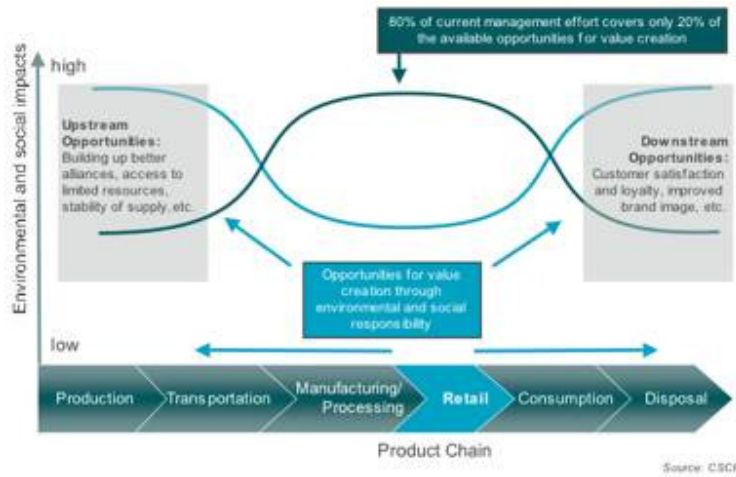 80% of current management effort covers only 20% of
the available opportunities for value creation
high
Upstream
Opportunities:
Building up better
alliances, access to
limited resources,
stability of supply, etc.
Downstream
Opportunities:
Customer satisfaction
and loyalty, improved
brand image, etc.
Environmental and social impacts
Opportunities for value
creation through
environmental and social
responsibility
low
Production
Transportation
Manufacturing/
Processing
Retail
Consumption
Disposal
Product Chain
Source: CSCP